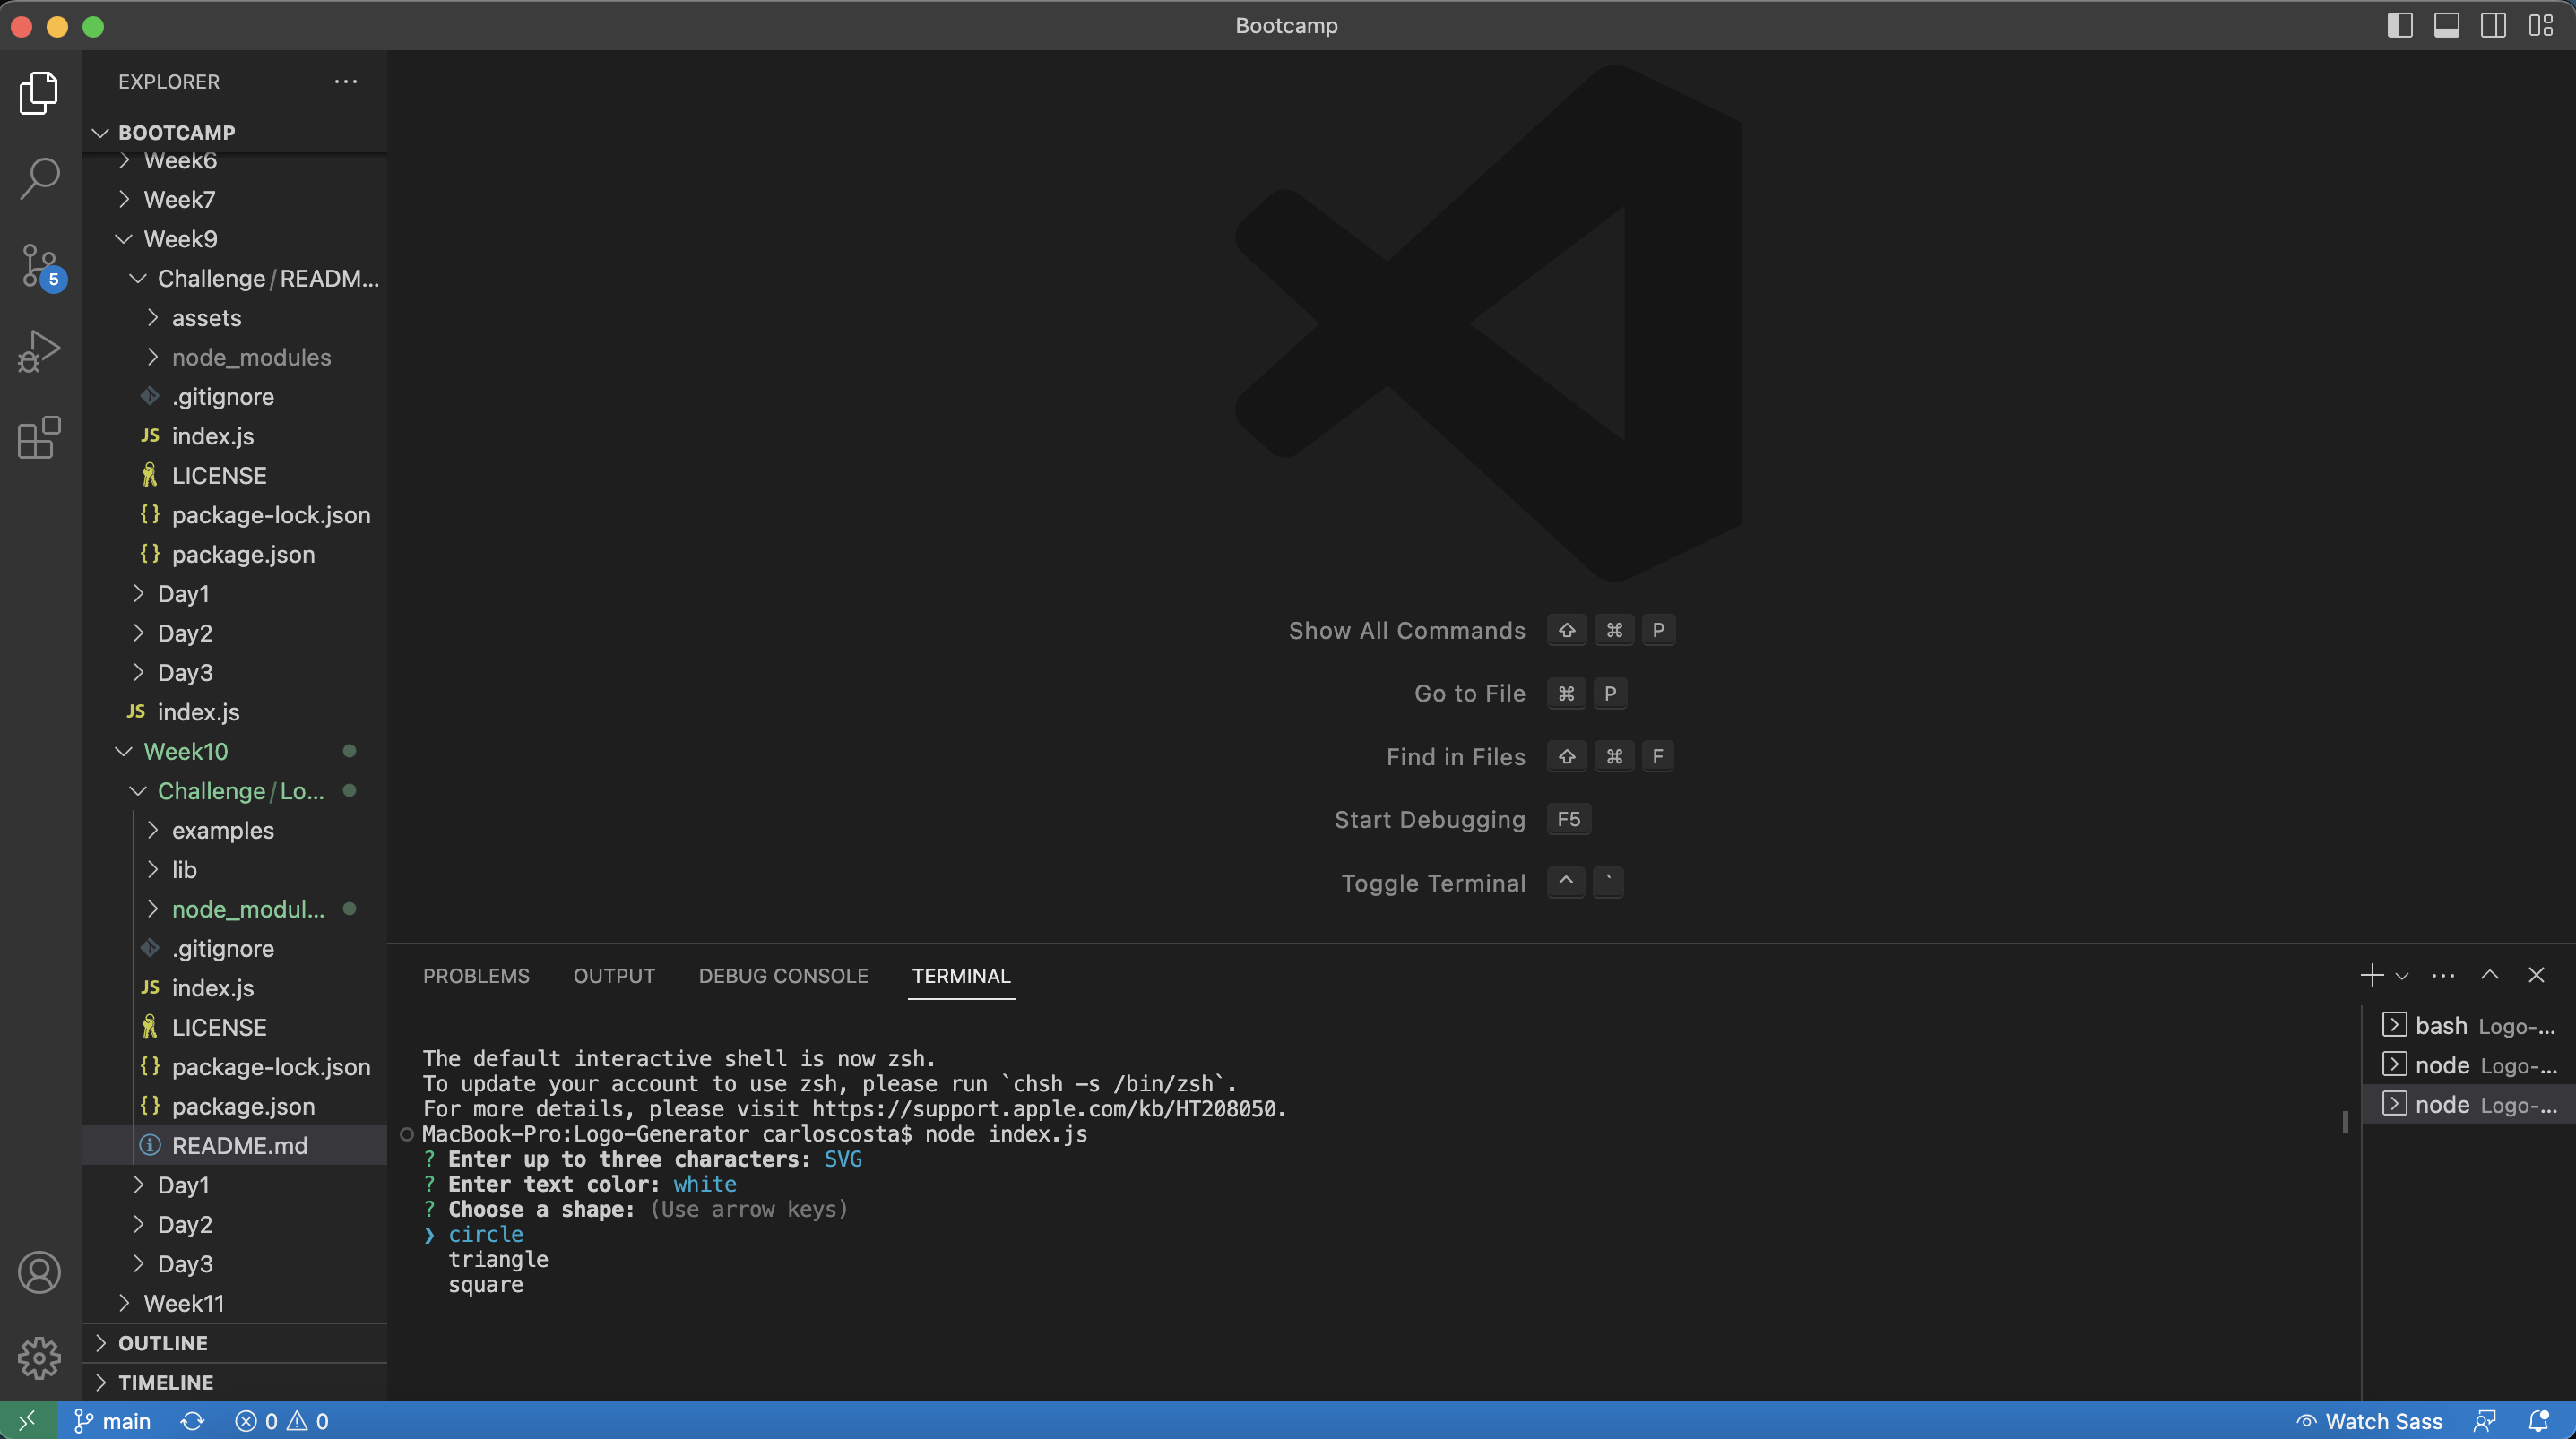 Bootcamp
EXPLORER
BOOTCAMP
Week6
Week7
Week9
Challenge/READM...
assets
node_modules
.gitignore
JS index.js
LICENSE
{} package-lock.json
{} package.json
Day1
Day2
Day3
JS index.js
Week10
Challenge/Lo...
examples
lib
node_modul...
.gitignore
JS index.js
LICENSE
{} package-lock.json
{} package.json
README.md
Day1
Day2
Day3
Week11
OUTLINE
TIMELINE
5
Show All Commands ⇧ ⌘ P
Go to File ⌘ P
Find in Files ⇧ ⌘ F
Start Debugging F5
Toggle Terminal ^ `
PROBLEMS OUTPUT DEBUG CONSOLE TERMINAL
The default interactive shell is now zsh.
To update your account to use zsh, please run `chsh -s /bin/zsh`.
For more details, please visit https://support.apple.com/kb/HT208050.
MacBook-Pro:Logo-Generator carloscosta$ node index.js
? Enter up to three characters: SVG
? Enter text color: white
? Choose a shape: (Use arrow keys)
❯ circle
triangle
square
bash Logo-...
node Logo-...
node Logo-...
main 0 0
Watch Sass